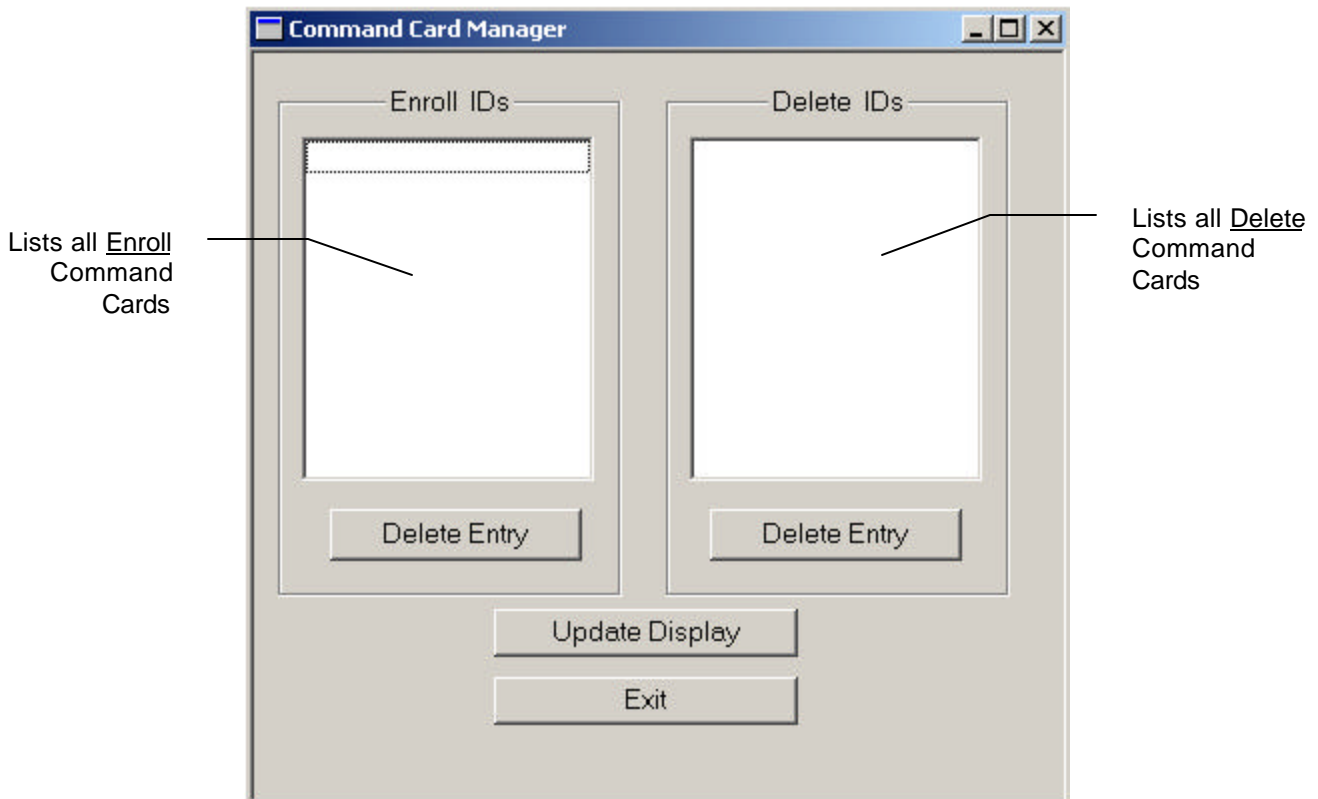 Command Card Manager
Enroll IDs
Delete IDs
Lists all Enroll
Command
Cards
Lists all Delete
Command
Cards
Delete Entry
Delete Entry
Update Display
Exit